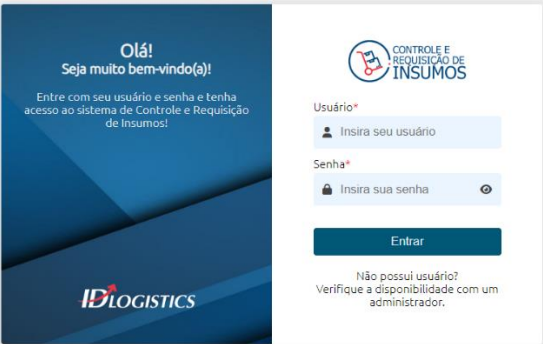 Olá!
Seja muito bem-vindo(a)!
Entre com seu usuário e senha e tenha
acesso ao sistema de Controle e Requisição
de Insumos!
IDLOGISTICS
CONTROLE E
REQUISIÇÃO DE
INSUMOS
Usuário*
Insira seu usuário
Senha*
Insira sua senha
Entrar
Não possui usuário?
Verifique a disponibilidade com um
administrador.